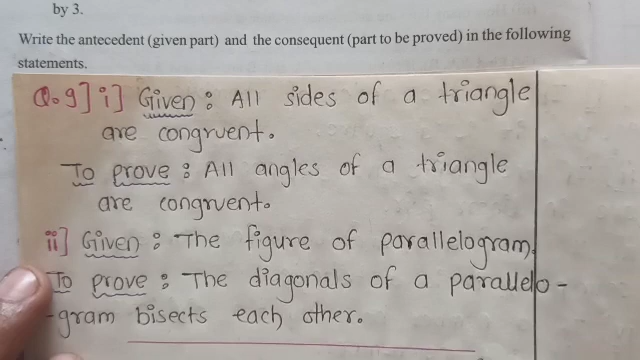 by 3.
Write the antecedent (given part) and the consequent (part to be proved) in the following
statements.
Q.9] i] Given : All sides of a triangle
are congruent.
To prove : All angles of a triangle
are congruent.
ii] Given : The figure of parallelogram.
To prove : The diagonals of a parallelo-
-gram bisects each other.